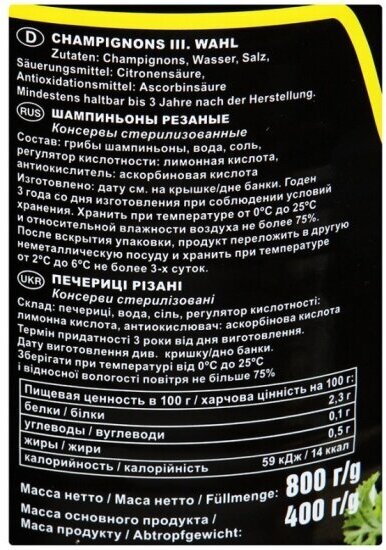 D CHAMPIGNONS III. WAHL
Zutaten: Champignons, Wasser, Salz,
Säuerungsmittel: Citronensäure,
Antioxidationsmittel: Ascorbinsäure
Mindestens haltbar bis 3 Jahre nach der Herstellung.
RUS ШАМПИНЬОНЫ РЕЗАНЫЕ
Консервы стерилизованные
Состав: грибы шампиньоны, вода, соль,
регулятор кислотности: лимонная кислота,
антиокислитель: аскорбиновая кислота
Изготовлено: дату см. на крышке/дне банки. Годен
3 года со дня изготовления при соблюдении условий
хранения. Хранить при температуре от 0°C до 25°C
и относительной влажности воздуха не более 75%.
После вскрытия упаковки, продукт переложить в другую
неметаллическую посуду и хранить при температуре
от 2°C до 6°C не более 3-х суток.
UKR ПЕЧЕРИЦІ РІЗАНІ
Консерви стерилізовані
Склад: печериці, вода, сіль, регулятор кислотності:
лимонна кислота, антиокислювач: аскорбінова кислота
Термін придатності 3 роки від дня виготовлення.
Дату виготовлення див. кришку/дно банки.
Зберігати при температурі від 0°C до 25°C
і відносної вологості повітря не більше 75%
Пищевая ценность в 100 г / харчова цінність на 100 г:
белки / білки 2,3 г
углеводы / вуглеводи 0,1 г
жиры / жири 0,5 г
калорийность / калорійність 59 кДж / 14 ккал
Масса нетто / Маса нетто / Füllmenge: 800 г/g
Масса основного продукта /
Маса продукту / Abtropfgewicht: 400 г/g